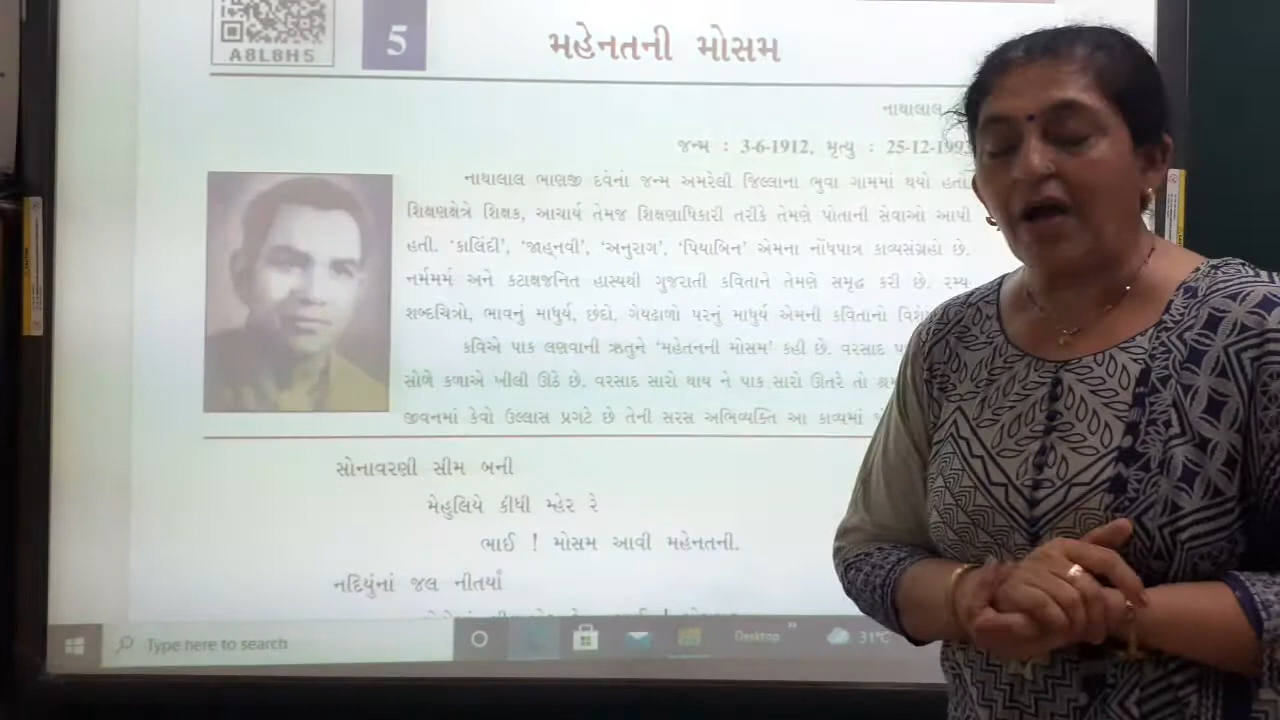 A8L8H5
5
મહેનતની મોસમ
નાથાલાલ
જન્મ : 3-6-1912, મૃત્યુ : 25-12-1993
નાથાલાલ ભાણજી દવેનો જન્મ અમરેલી જિલ્લાના ભુવા ગામમાં થયો હતો
શિક્ષણક્ષેત્રે શિક્ષક, આચાર્ય તેમજ શિક્ષણાધિકારી તરીકે તેમણે પોતાની સેવાઓ આપી
હતી. ‘કાલિંદી’, ‘જાહ્નવી’, ‘અનુરાગ’, ‘પિયાબિન’ એમના નોંધપાત્ર કાવ્યસંગ્રહો છે.
નર્મમર્મ અને કટાક્ષજનિત હાસ્યથી ગુજરાતી કવિતાને તેમણે સમૃદ્ધ કરી છે. રમ્ય
શબ્દચિત્રો, ભાવનું માધુર્ય, છંદો, ગેયઢાળો પરનું માધુર્ય એમની કવિતાનો
કવિએ પાક લણવાની ઋતુને ‘મહેતનની મોસમ’ કહી છે. વરસાદ
સોળે કળાએ ખીલી ઊઠે છે. વરસાદ સારો થાય ને પાક સારો ઊતરે તો
જીવનમાં કેવો ઉલ્લાસ પ્રગટે છે તેની સરસ અભિવ્યક્તિ આ કાવ્યમાં
સોનાવરણી સીમ બની
મેહુલિયે કીધી મ્હેર રે
ભાઈ ! મોસમ આવી મહેનતની.
નદિયુંનાં જલ નીતર્યાં
Type here to search
Desktop
31°C